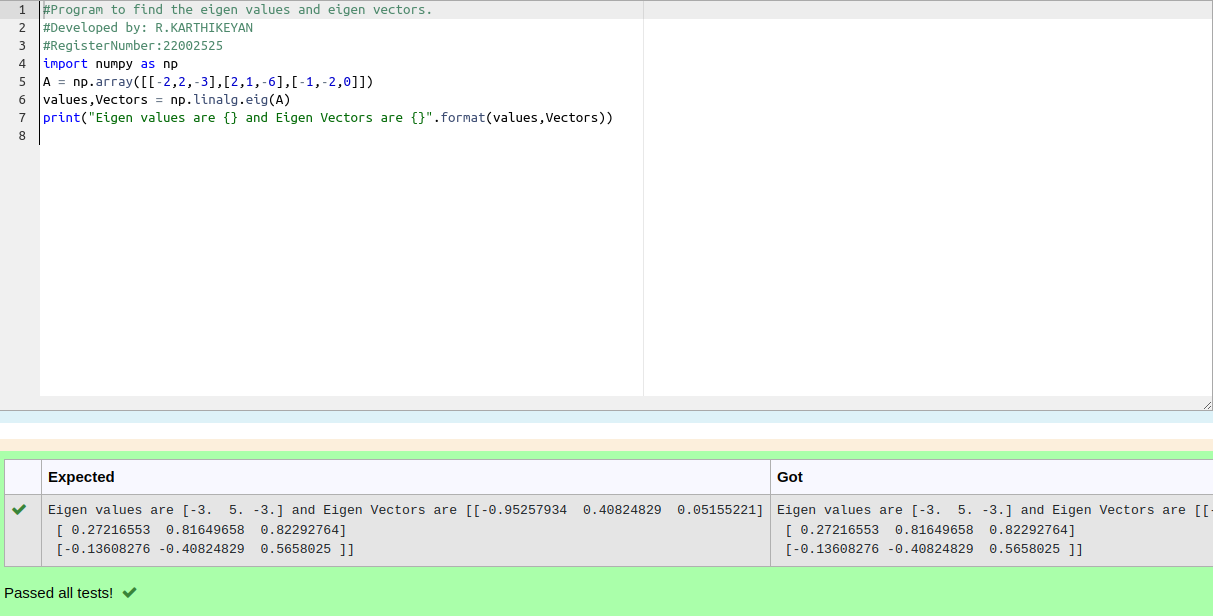 1 #Program to find the eigen values and eigen vectors.
2 #Developed by: R.KARTHIKEYAN
3 #RegisterNumber:22002525
4 import numpy as np
5 A = np.array([[-2,2,-3],[2,1,-6],[-1,-2,0]])
6 values,Vectors = np.linalg.eig(A)
7 print("Eigen values are {} and Eigen Vectors are {}".format(values,Vectors))
8
Expected Got
Eigen values are [-3.  5. -3.] and Eigen Vectors are [[-0.95257934  0.40824829  0.05155221] Eigen values are [-3.  5. -3.] and Eigen Vectors are [[-
[ 0.27216553  0.81649658  0.82292764] [ 0.27216553  0.81649658  0.82292764]
[-0.13608276 -0.40824829  0.5658025 ]] [-0.13608276 -0.40824829  0.5658025 ]]
Passed all tests!